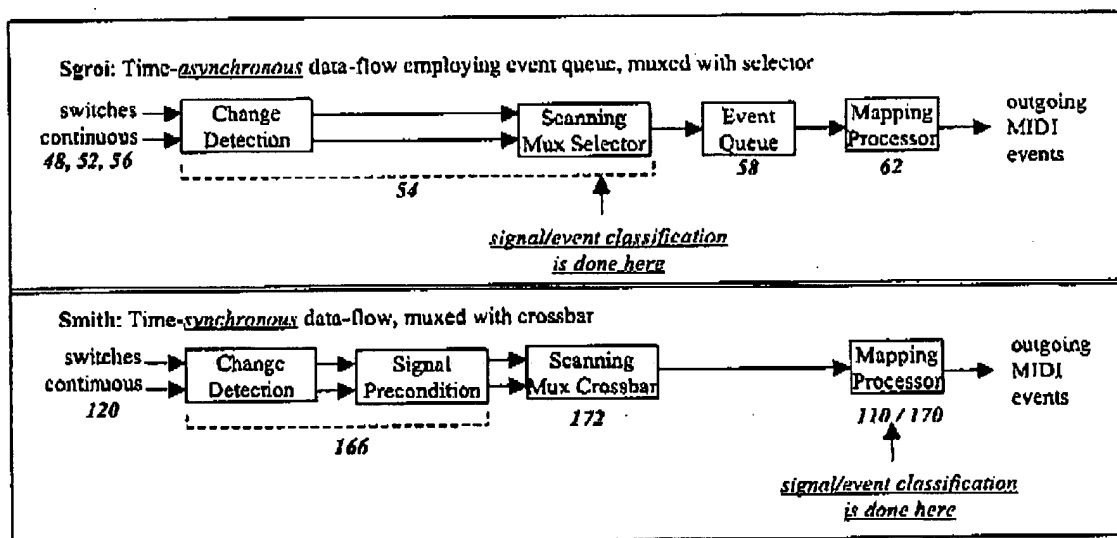 Sgroi: Time-asynchronous data-flow employing event queue, muxed with selector
switches
continuous
48, 52, 56
Change
Detection
Scanning
Mux Selector
Event
Queue
Mapping
Processor
outgoing
MIDI
events
54
58
62
signal/event classification
is done here
Smith: Time-synchronous data-flow, muxed with crossbar
switches
continuous
120
Change
Detection
Signal
Precondition
Scanning
Mux Crossbar
Mapping
Processor
outgoing
MIDI
events
166
172
110 / 170
signal/event classification
is done here